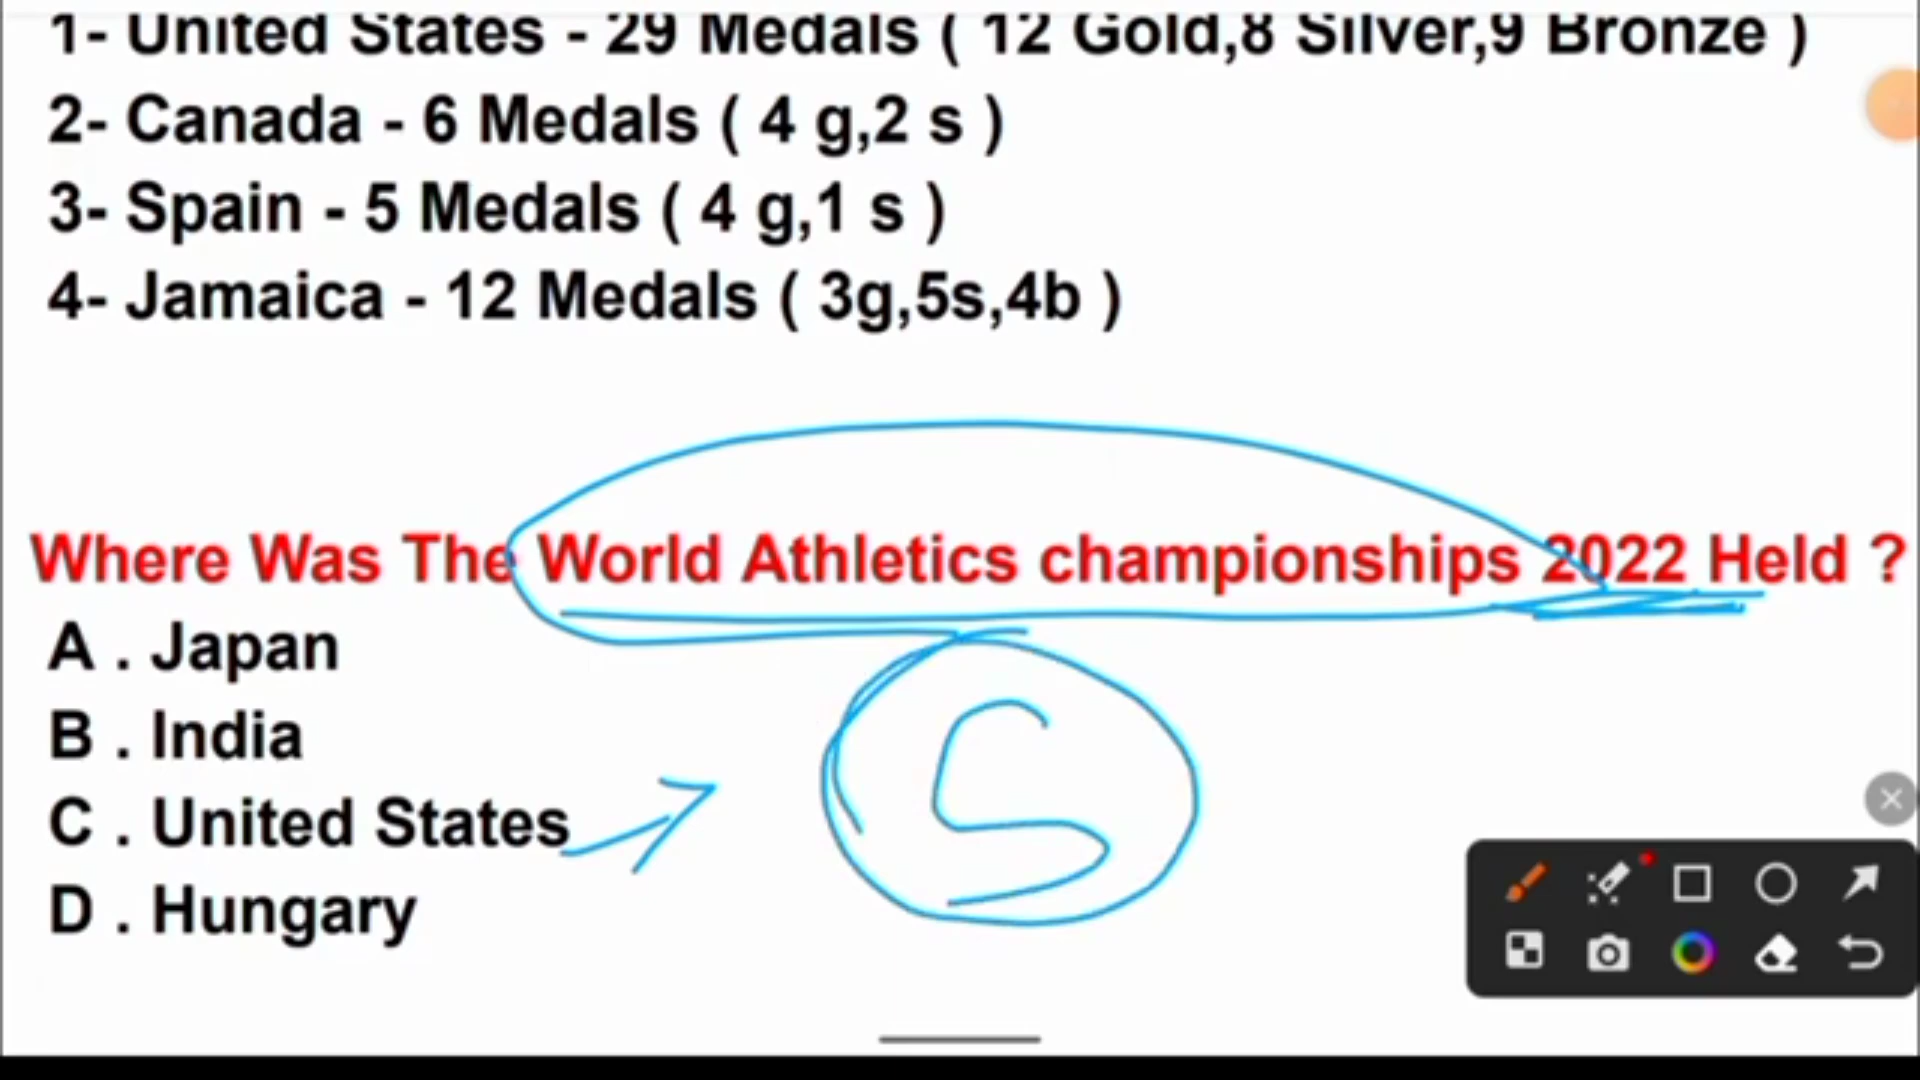 1- United States - 29 Medals ( 12 Gold,8 Silver,9 Bronze )
2- Canada - 6 Medals ( 4 g,2 s )
3- Spain - 5 Medals ( 4 g,1 s )
4- Jamaica - 12 Medals ( 3g,5s,4b )
Where Was The World Athletics championships 2022 Held ?
A . Japan
B . India
C . United States
D . Hungary
5